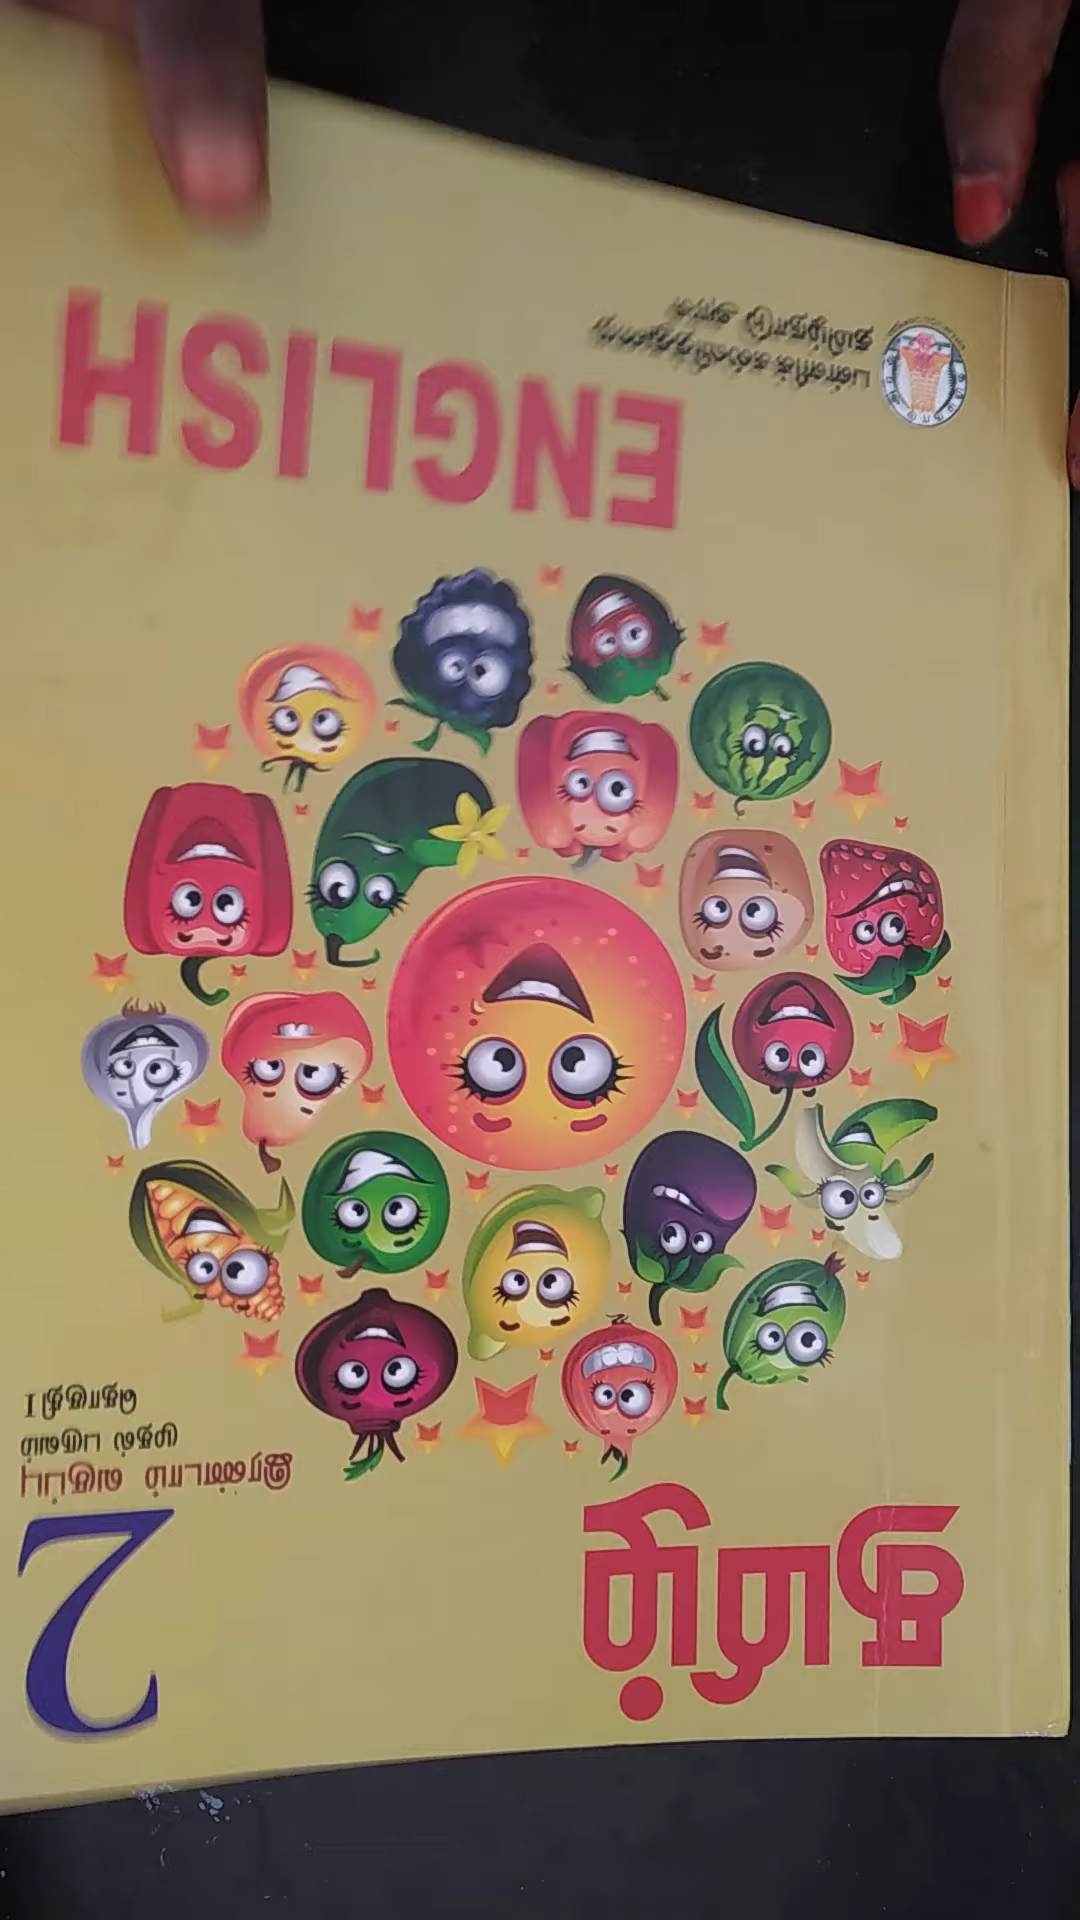 தமிழ்
2
இரண்டாம் வகுப்பு
முதல் பருவம்
தொகுதி I
ENGLISH
பள்ளிக் கல்வித்துறை
தமிழ்நாடு அரசு